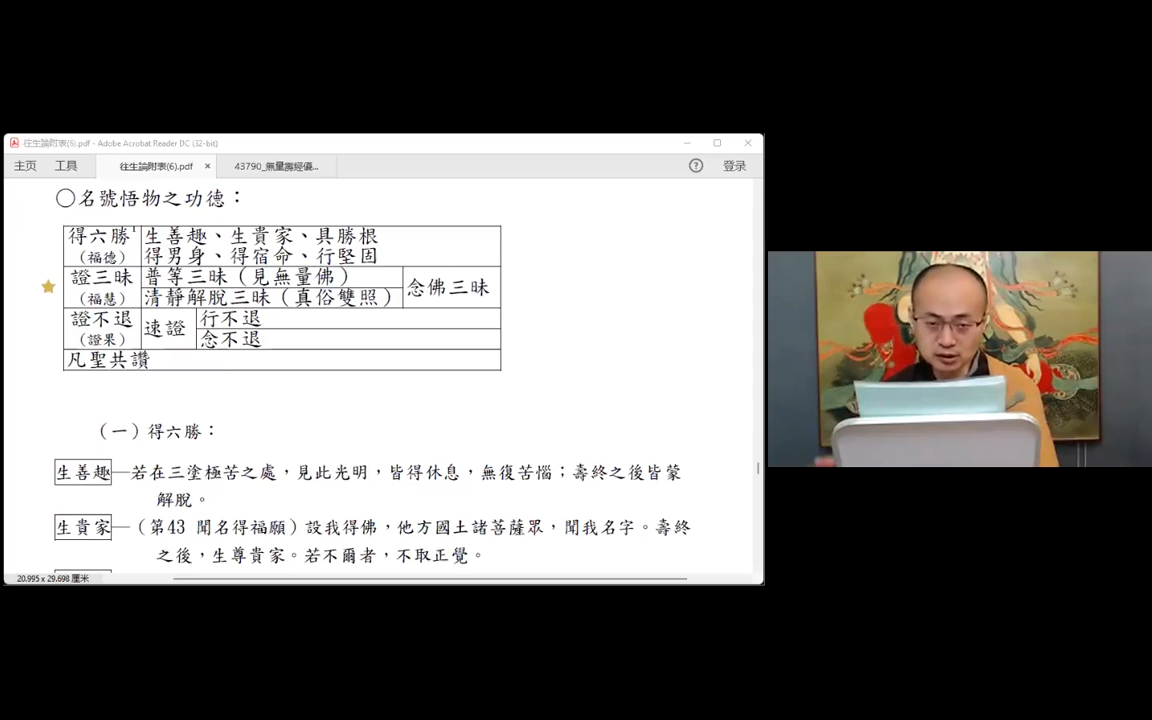 往生論附表(6).pdf - Adobe Acrobat Reader DC (32-bit)
主页 工具 往生論附表(6).pdf × 43790_無量壽經優... 登录
○名號悟物之功德：
得六勝1 生善趣、生貴家、具勝根
（福德） 得男身、得宿命、行堅固
證三昧 普等三昧（見無量佛）
（福慧） 清靜解脫三昧（真俗雙照） 念佛三昧
證不退 速證 行不退
（證果） 念不退
凡聖共讚
（一）得六勝：
生善趣—若在三塗極苦之處，見此光明，皆得休息，無復苦惱；壽終之後皆蒙
解脫。
生貴家—（第43 聞名得福願）設我得佛，他方國土諸菩薩眾，聞我名字。壽終
之後，生尊貴家。若不爾者，不取正覺。
20.995 x 29.698 厘米